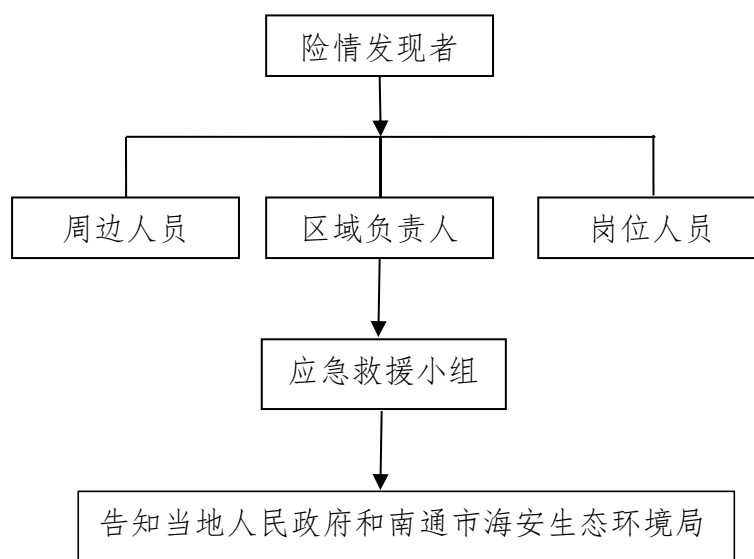 险情发现者
周边人员
区域负责人
岗位人员
应急救援小组
告知当地人民政府和南通市海安生态环境局